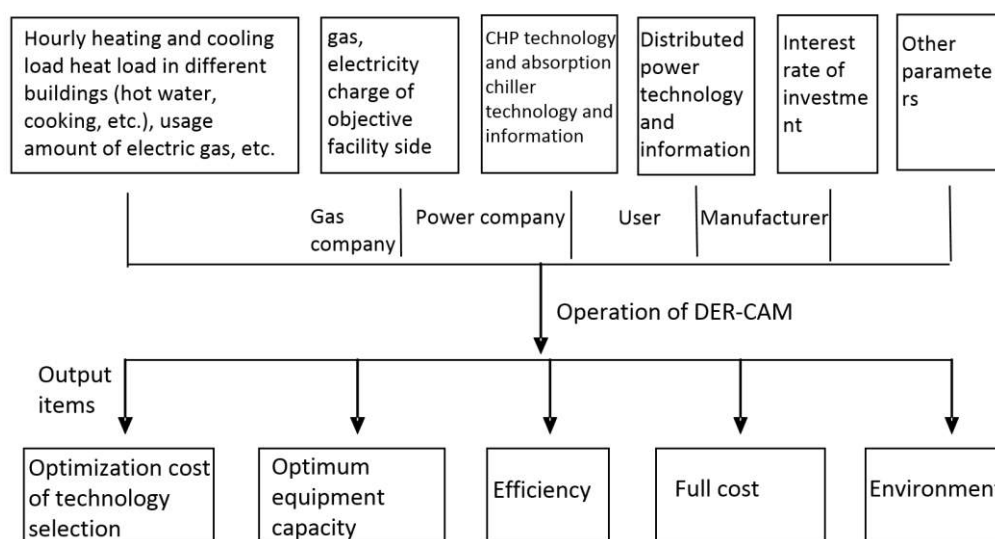 Hourly heating and cooling
load heat load in different
buildings (hot water,
cooking, etc.), usage
amount of electric gas, etc.
gas,
electricity
charge of
objective
facility side
CHP technology
and absorption
chiller
technology and
information
Distributed
power
technology
and
information
Interest
rate of
investme
nt
Other
paramete
rs
Gas
company
Power company
User
Manufacturer
Operation of DER-CAM
Output
items
Optimization cost
of technology
selection
Optimum
equipment
capacity
Efficiency
Full cost
Environment